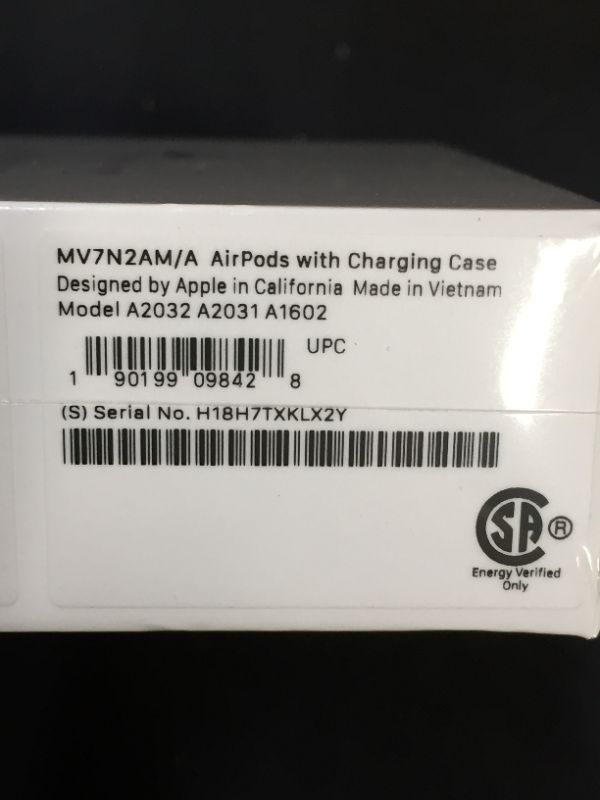 MV7N2AM/A AirPods with Charging Case
Designed by Apple in California Made in Vietnam
Model A2032 A2031 A1602
UPC
1 90199 09842 8
(S) Serial No. H18H7TXKLX2Y
SA ®
Energy Verified
Only